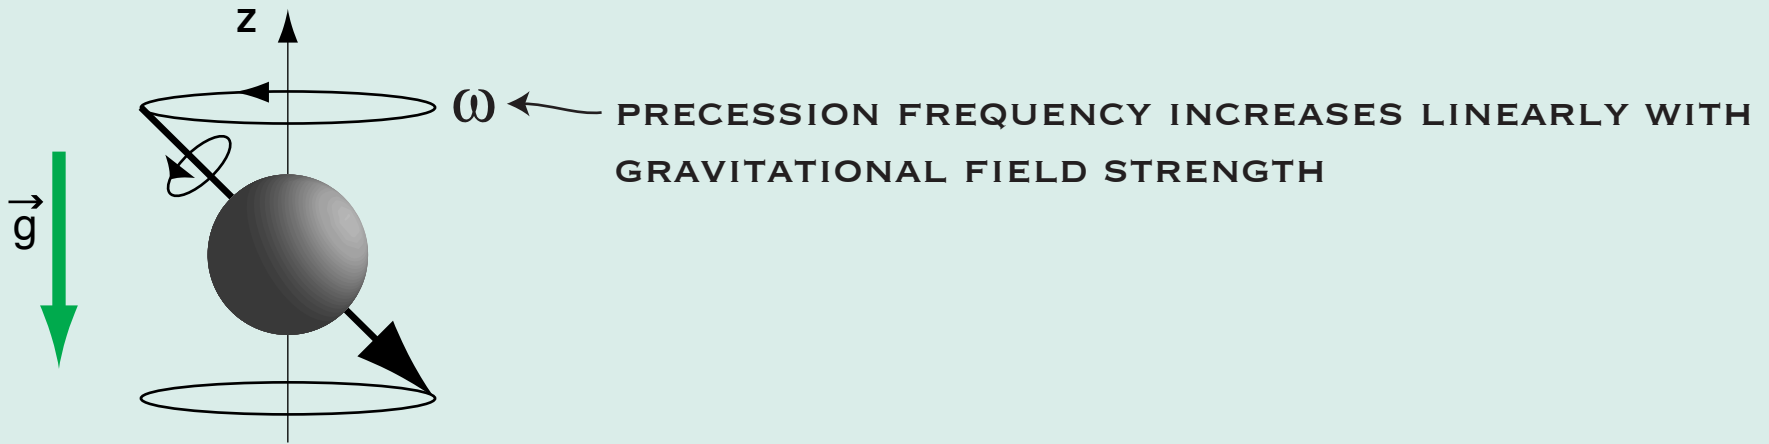 z
ω
PRECESSION FREQUENCY INCREASES LINEARLY WITH
GRAVITATIONAL FIELD STRENGTH
g⃗